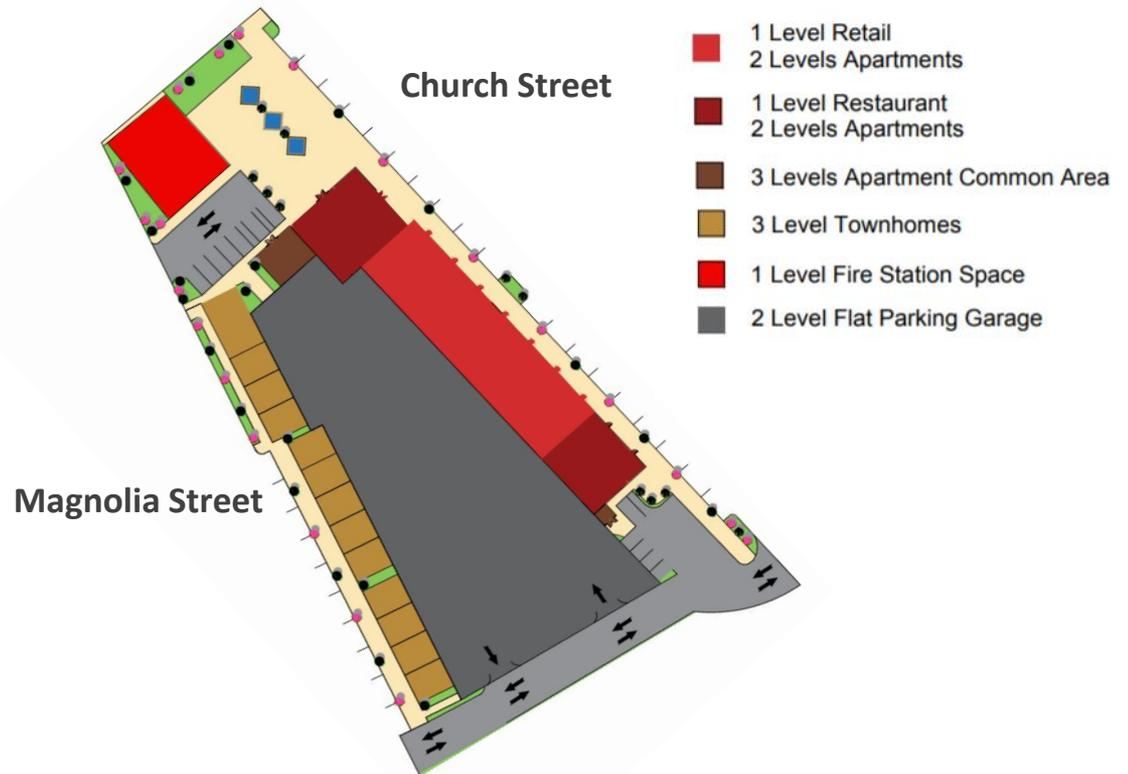 Church Street
Magnolia Street
1 Level Retail
2 Levels Apartments
1 Level Restaurant
2 Levels Apartments
3 Levels Apartment Common Area
3 Level Townhomes
1 Level Fire Station Space
2 Level Flat Parking Garage